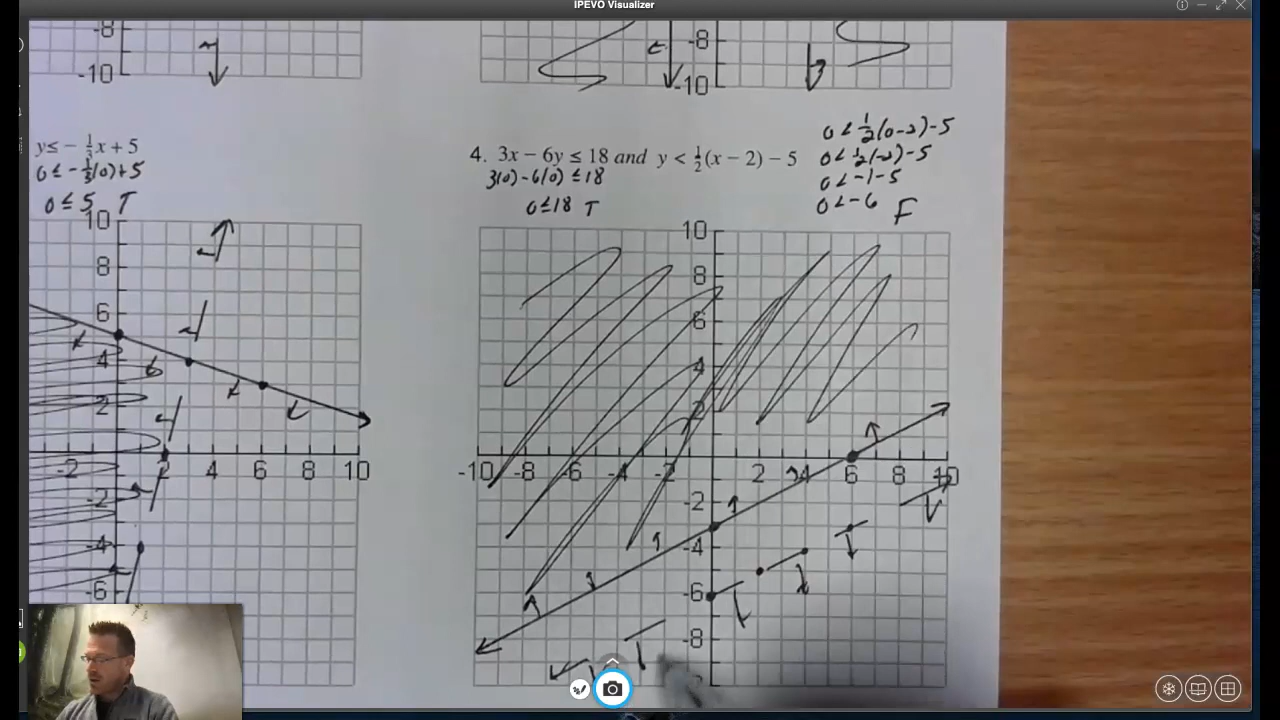 IPEVO Visualizer
-8
-10
-8
-10
y ≤ - 1/3 x + 5
0 ≤ - 1/3 (0) + 5
0 ≤ 5 T
4. 3x − 6y ≤ 18 and y < 1/2 (x − 2) − 5
3(0) - 6(0) ≤ 18
0 ≤ 18 T
0 < 1/2 (0-2) - 5
0 < 1/2 (-2) - 5
0 < -1 - 5
0 < -6 F
10
8
6
4
2
-2 2 4 6 8 10
-2
-4
-6
10
8
6
4
2
-10 -8 -6 -4 -2 2 4 6 8 10
-2
-4
-6
-8